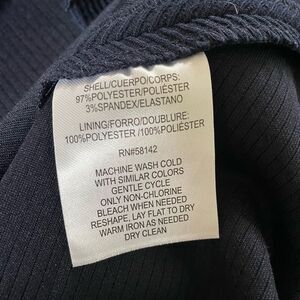 SHELL/CUERPO/CORPS:
97%POLYESTER/POLIÉSTER
3%SPANDEX/ELASTANO
LINING/FORRO/DOUBLURE:
100%POLYESTER /100%POLIÉSTER
RN#58142
MACHINE WASH COLD
WITH SIMILAR COLORS
GENTLE CYCLE
ONLY NON-CHLORINE
BLEACH WHEN NEEDED
RESHAPE, LAY FLAT TO DRY
WARM IRON AS NEEDED
DRY CLEAN